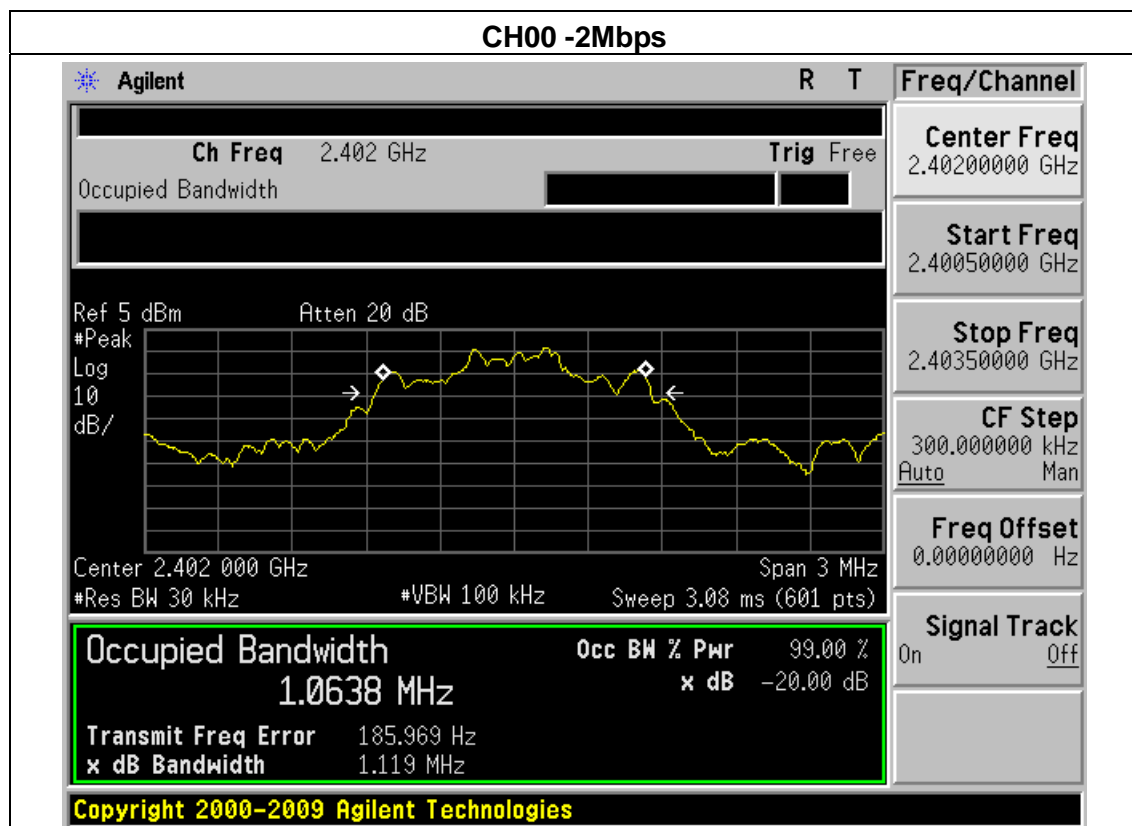 CH00 -2Mbps
Agilent R T Freq/Channel
Ch Freq 2.402 GHz Trig Free
Occupied Bandwidth
Center Freq
2.40200000 GHz
Start Freq
2.40050000 GHz
Stop Freq
2.40350000 GHz
CF Step
300.000000 kHz
Auto Man
Freq Offset
0.00000000 Hz
Signal Track
On Off
Ref 5 dBm Atten 20 dB
#Peak
Log
10
dB/
Center 2.402 000 GHz Span 3 MHz
#Res BW 30 kHz #VBW 100 kHz Sweep 3.08 ms (601 pts)
Occupied Bandwidth Occ BW % Pwr 99.00 %
1.0638 MHz x dB -20.00 dB
Transmit Freq Error 185.969 Hz
x dB Bandwidth 1.119 MHz
Copyright 2000-2009 Agilent Technologies